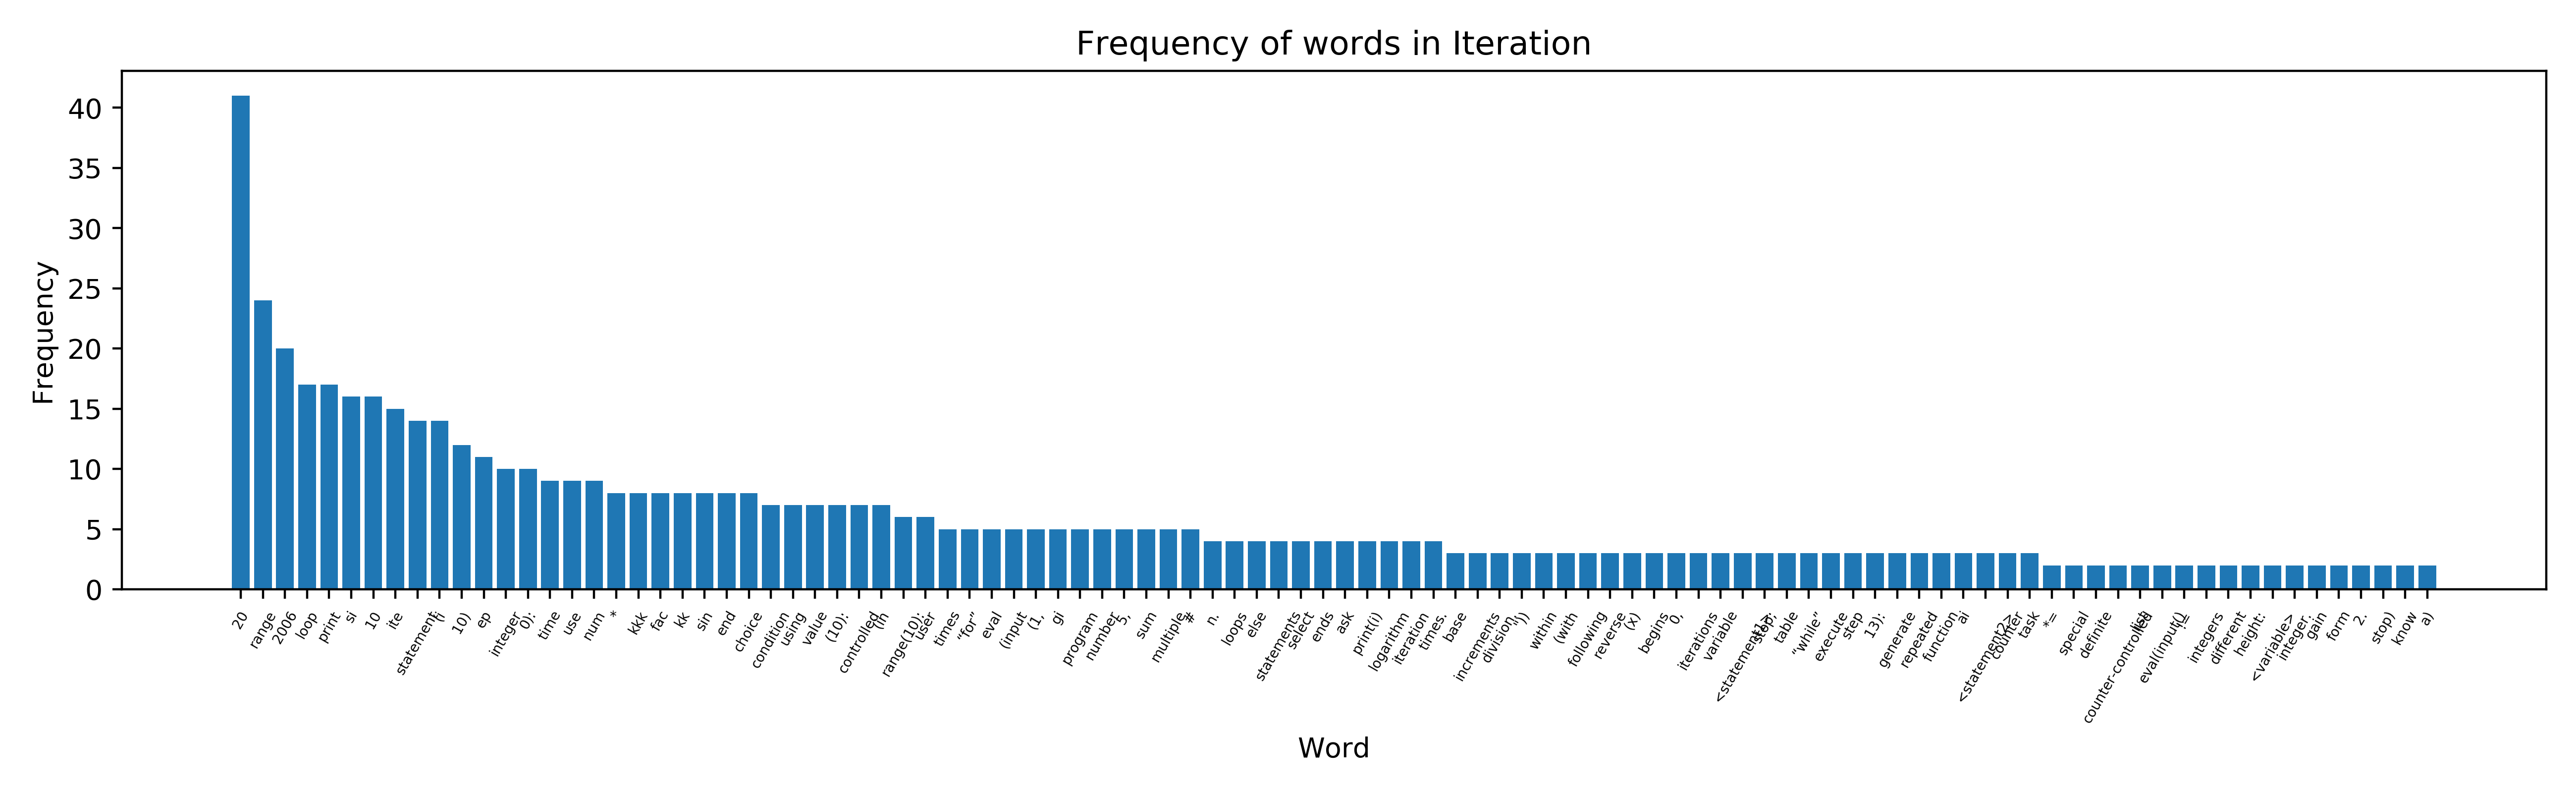 Frequency of words in Iteration
Frequency
40
35
30
25
20
15
10
5
0
20
range
2006
loop
print
si
10
ite
statement;
(i
10)
ep
integer
0):
time
use
num
*
kkk
fac
kk
sin
end
choice
condition
using
value
(10):
controlled
(in
range(10):
user
times
“for”
eval
(input
(1,
gi
program
number
5,
sum
multiple
#
n.
loops
else
statements
select
ends
ask
print(i)
logarithm
iteration
times.
base
increments
division
within
(with
following
reverse
(x)
begins
0,
iterations
variable
<statement1>
stop;
table
“while”
execute
step
13):
generate
repeated
function
ai
<statement2>
counter
task
*=
special
definite
counter-controlled
eval(input()
!=
integers
different
height:
<variable>
integer,
gain
form
2.
stop)
know
a)
Word